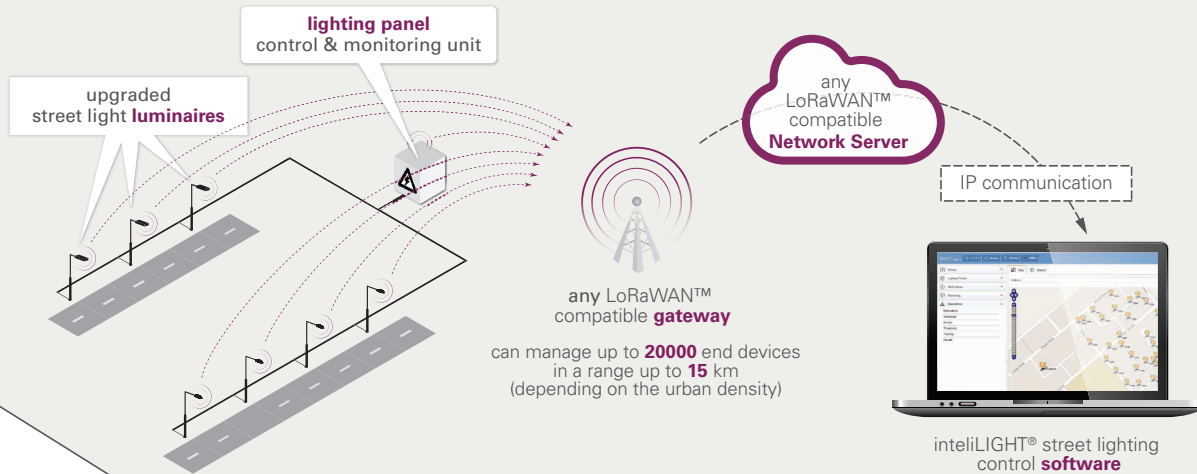 lighting panel
control & monitoring unit
upgraded
street light luminaires
any
LoRaWAN™
compatible
Network Server
IP communication
any LoRaWAN™
compatible gateway
can manage up to 20000 end devices
in a range up to 15 km
(depending on the urban density)
inteliLIGHT® street lighting
control software